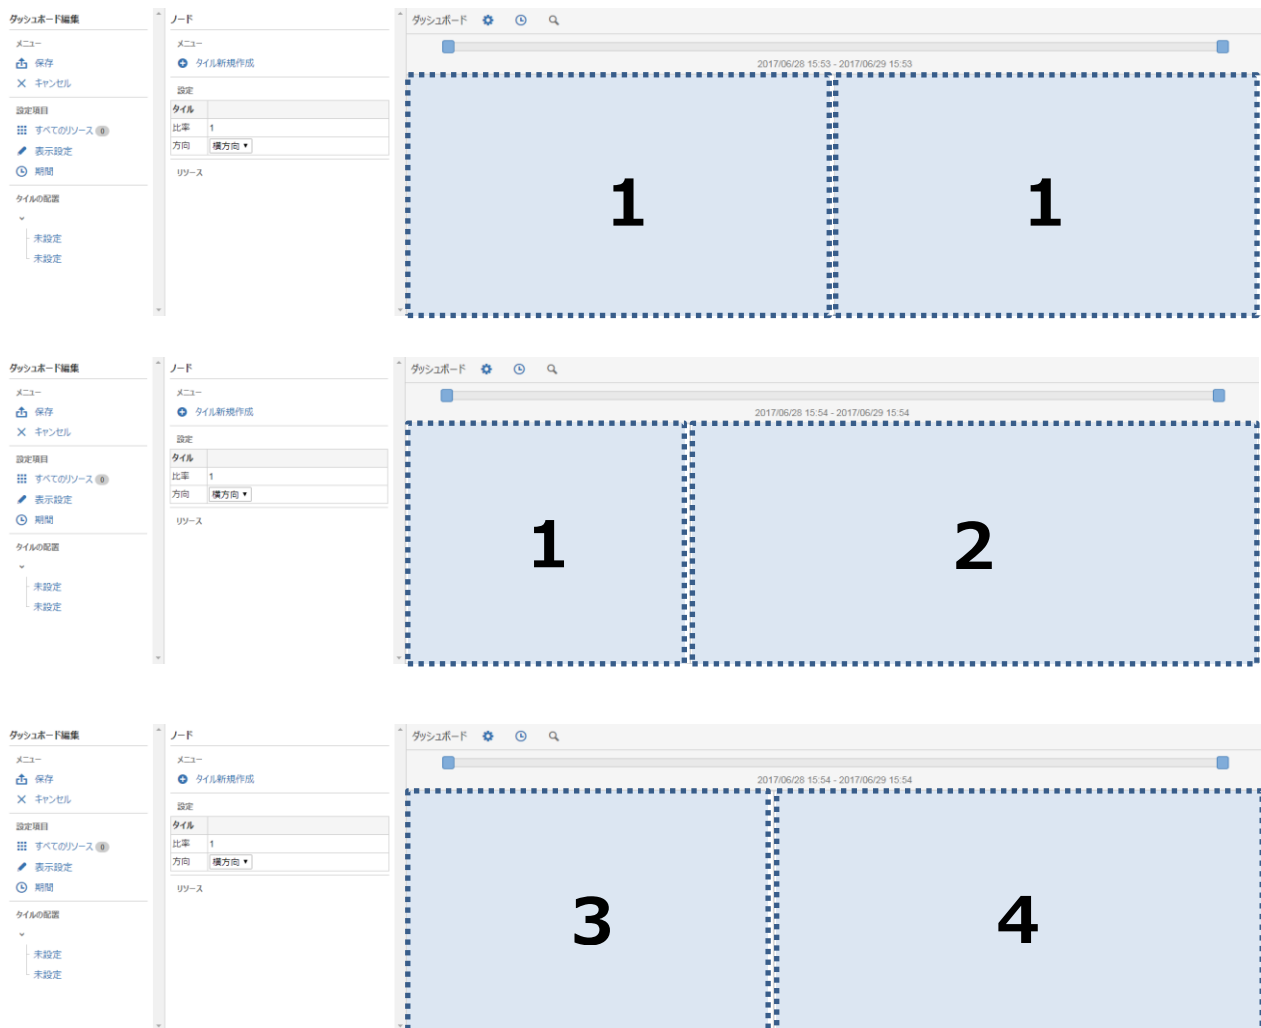 ダッシュボード編集
メニュー
保存
キャンセル
設定項目
すべてのリソース 0
表示設定
期間
タイルの配置
未設定
未設定
ノード
メニュー
タイル新規作成
設定
タイル
比率 1
方向 横方向▼
リソース
ダッシュボード
2017/06/28 15:53 - 2017/06/29 15:53
1 1
ダッシュボード編集
メニュー
保存
キャンセル
設定項目
すべてのリソース 0
表示設定
期間
タイルの配置
未設定
未設定
ノード
メニュー
タイル新規作成
設定
タイル
比率 1
方向 横方向▼
リソース
ダッシュボード
2017/06/28 15:54 - 2017/06/29 15:54
1 2
ダッシュボード編集
メニュー
保存
キャンセル
設定項目
すべてのリソース 0
表示設定
期間
タイルの配置
未設定
未設定
ノード
メニュー
タイル新規作成
設定
タイル
比率 1
方向 横方向▼
リソース
ダッシュボード
2017/06/28 15:54 - 2017/06/29 15:54
3 4